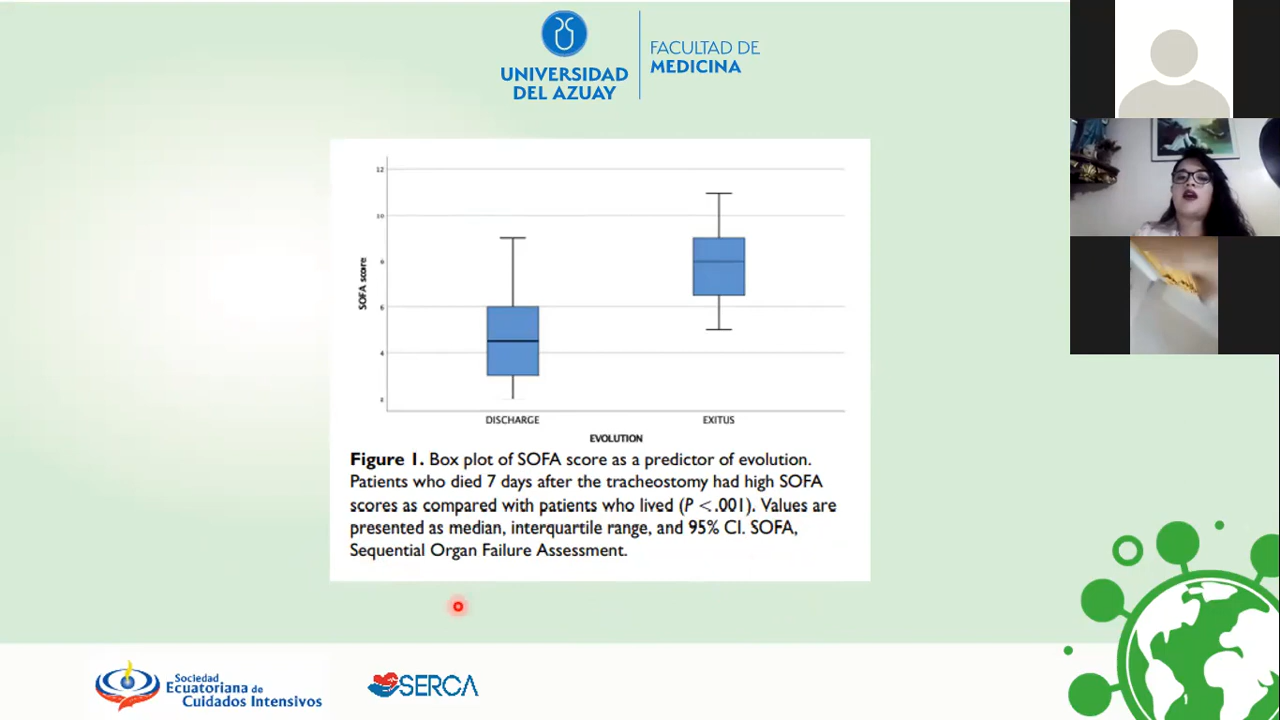 UNIVERSIDAD
DEL AZUAY
FACULTAD DE
MEDICINA
12
10
8
6
4
2
SOFA score
DISCHARGE
EXITUS
EVOLUTION
Figure 1. Box plot of SOFA score as a predictor of evolution.
Patients who died 7 days after the tracheostomy had high SOFA
scores as compared with patients who lived (P < .001). Values are
presented as median, interquartile range, and 95% CI. SOFA,
Sequential Organ Failure Assessment.
Sociedad
Ecuatoriana de
Cuidados Intensivos
SERCA